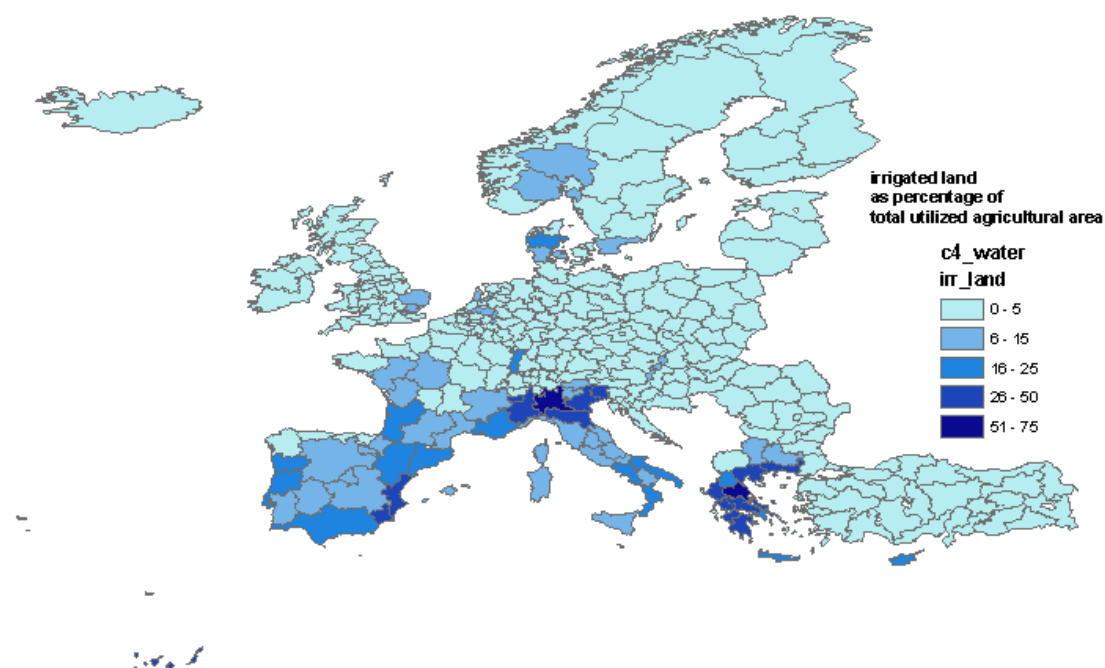 irrigated land
as percentage of
total utilized agricultural area
c4_water
irr_land
0 - 5
6 - 15
16 - 25
26 - 50
51 - 75